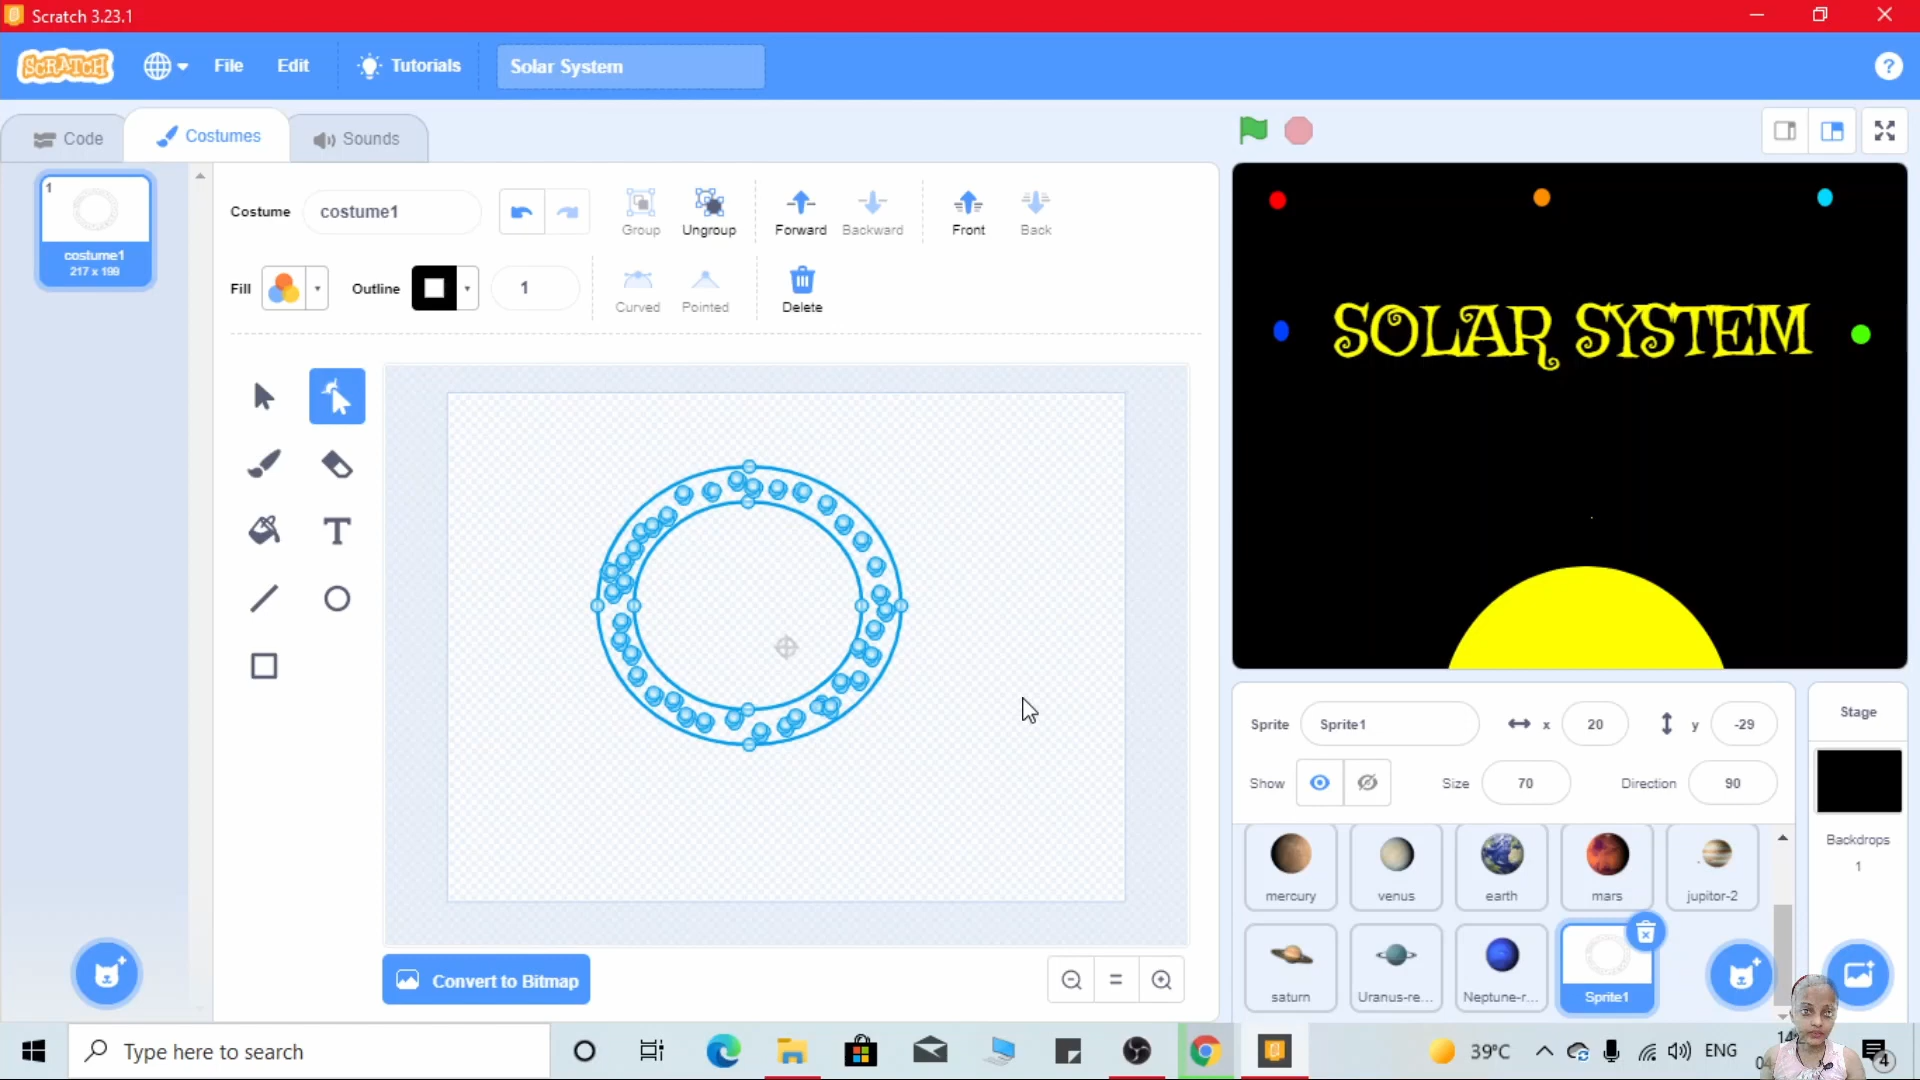 Scratch 3.23.1
SCRATCH
File
Edit
Tutorials
Solar System
?
Code
Costumes
Sounds
1
costume1
217 x 199
Costume
costume1
Group
Ungroup
Forward
Backward
Front
Back
Fill
Outline
1
Curved
Pointed
Delete
T
Convert to Bitmap
SOLAR SYSTEM
Sprite
Sprite1
x
20
y
-29
Show
Size
70
Direction
90
Stage
Backdrops
1
mercury
venus
earth
mars
jupitor-2
saturn
Uranus-re...
Neptune-r...
Sprite1
Type here to search
39°C
ENG
4